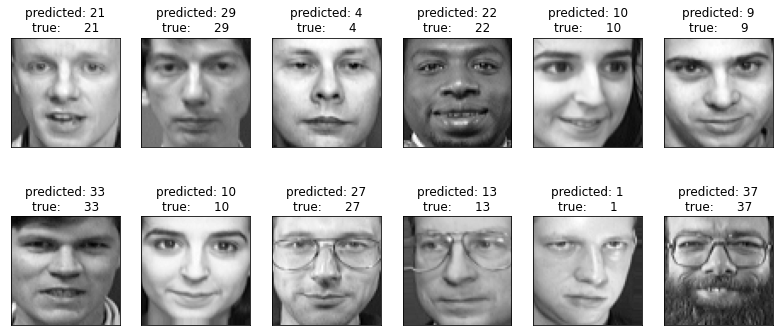 predicted: 21
true: 21
predicted: 29
true: 29
predicted: 4
true: 4
predicted: 22
true: 22
predicted: 10
true: 10
predicted: 9
true: 9
predicted: 33
true: 33
predicted: 10
true: 10
predicted: 27
true: 27
predicted: 13
true: 13
predicted: 1
true: 1
predicted: 37
true: 37